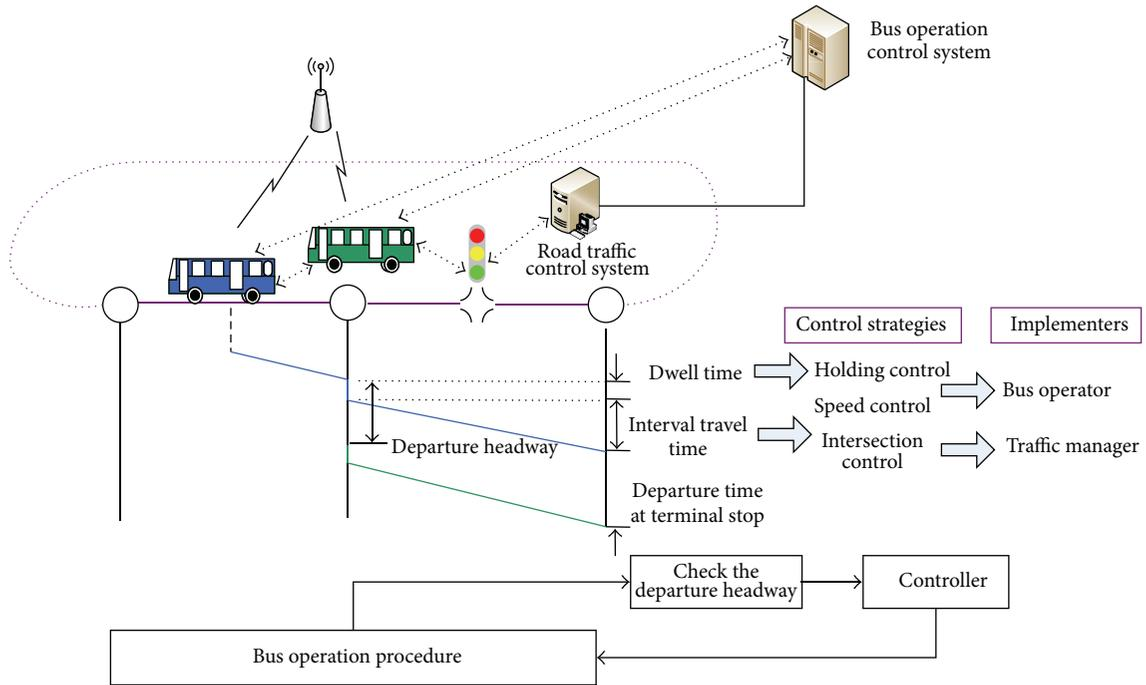 Bus operation
control system
Road traffic
control system
Control strategies
Implementers
Dwell time
Holding control
Speed control
Bus operator
Interval travel
time
Intersection
control
Traffic manager
Departure headway
Departure time
at terminal stop
Check the
departure headway
Controller
Bus operation procedure